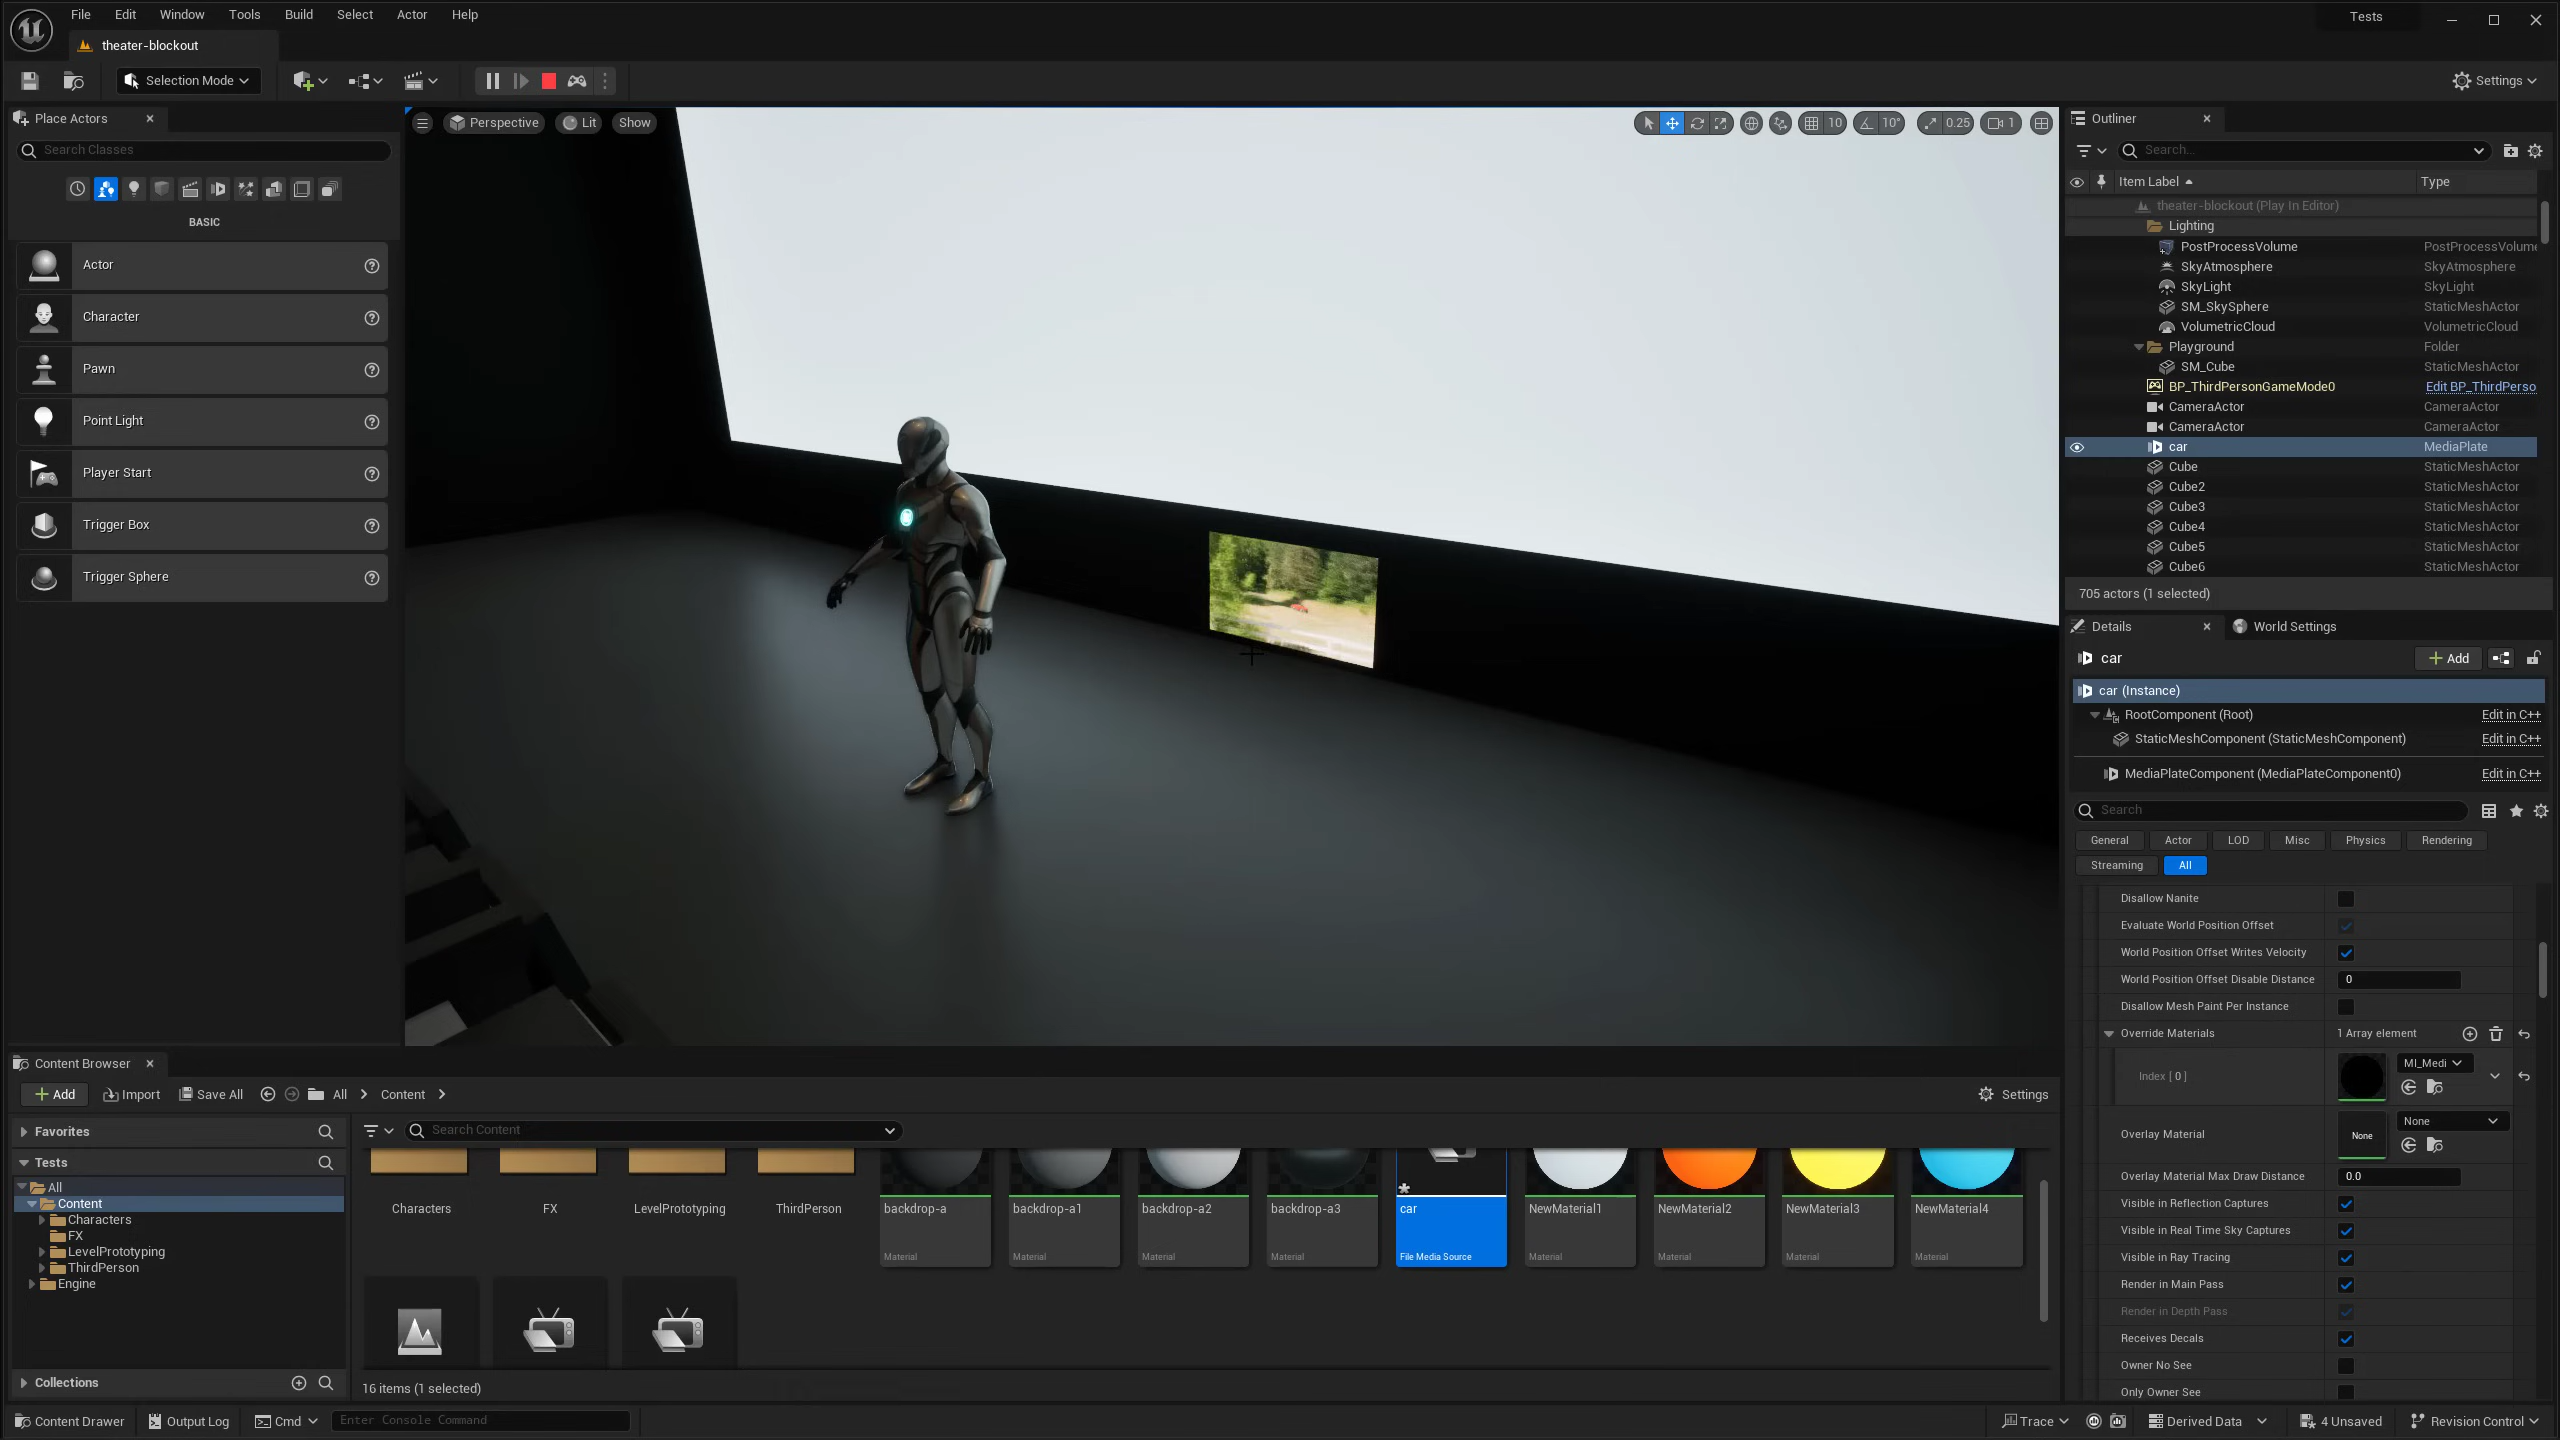 File Edit Window Tools Build Select Actor Help
Tests
theater-blockout
Selection Mode
Settings
Place Actors
Search Classes
BASIC
Actor
Character
Pawn
Point Light
Player Start
Trigger Box
Trigger Sphere
Perspective Lit Show
10 10° 0.25 1
Outliner
Search...
Item Label Type
theater-blockout (Play In Editor)
Lighting
PostProcessVolume PostProcessVolume
SkyAtmosphere SkyAtmosphere
SkyLight SkyLight
SM_SkySphere StaticMeshActor
VolumetricCloud VolumetricCloud
Playground Folder
SM_Cube StaticMeshActor
BP_ThirdPersonGameMode0 Edit BP_ThirdPerso
CameraActor CameraActor
CameraActor CameraActor
car MediaPlate
Cube StaticMeshActor
Cube2 StaticMeshActor
Cube3 StaticMeshActor
Cube4 StaticMeshActor
Cube5 StaticMeshActor
Cube6 StaticMeshActor
705 actors (1 selected)
Details World Settings
car Add
car (Instance)
RootComponent (Root) Edit in C++
StaticMeshComponent (StaticMeshComponent) Edit in C++
MediaPlateComponent (MediaPlateComponent0) Edit in C++
Search
General Actor LOD Misc Physics Rendering
Streaming All
Disallow Nanite
Evaluate World Position Offset
World Position Offset Writes Velocity
World Position Offset Disable Distance 0
Disallow Mesh Paint Per Instance
Override Materials 1 Array element
Index [ 0 ] MI_Medi
Overlay Material None None
Overlay Material Max Draw Distance 0.0
Visible in Reflection Captures
Visible in Real Time Sky Captures
Visible in Ray Tracing
Render in Main Pass
Render in Depth Pass
Receives Decals
Owner No See
Only Owner See
Content Browser
Add Import Save All All Content Settings
Favorites
Search Content
Tests
All
Content
Characters
FX
LevelPrototyping
ThirdPerson
Engine
Collections
Characters FX LevelPrototyping ThirdPerson backdrop-a backdrop-a1 backdrop-a2 backdrop-a3 car NewMaterial1 NewMaterial2 NewMaterial3 NewMaterial4
Material Material Material Material File Media Source Material Material Material Material
16 items (1 selected)
Content Drawer Output Log Cmd Enter Console Command Trace Derived Data 4 Unsaved Revision Control